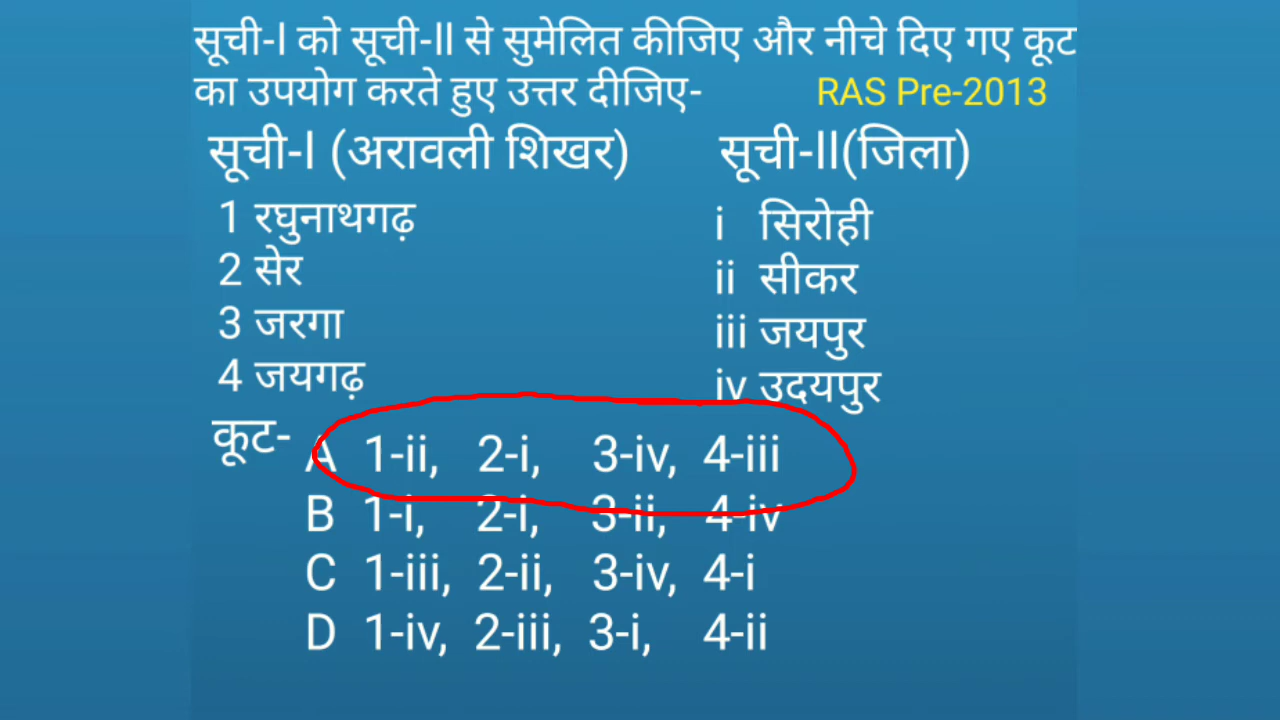 सूची-I को सूची-II से सुमेलित कीजिए और नीचे दिए गए कूट
का उपयोग करते हुए उत्तर दीजिए- RAS Pre-2013
सूची-I (अरावली शिखर) सूची-II(जिला)
1 रघुनाथगढ़ i सिरोही
2 सेर ii सीकर
3 जरगा iii जयपुर
4 जयगढ़ iv उदयपुर
कूट- A 1-ii, 2-i, 3-iv, 4-iii
B 1-i, 2-i, 3-ii, 4-iv
C 1-iii, 2-ii, 3-iv, 4-i
D 1-iv, 2-iii, 3-i, 4-ii